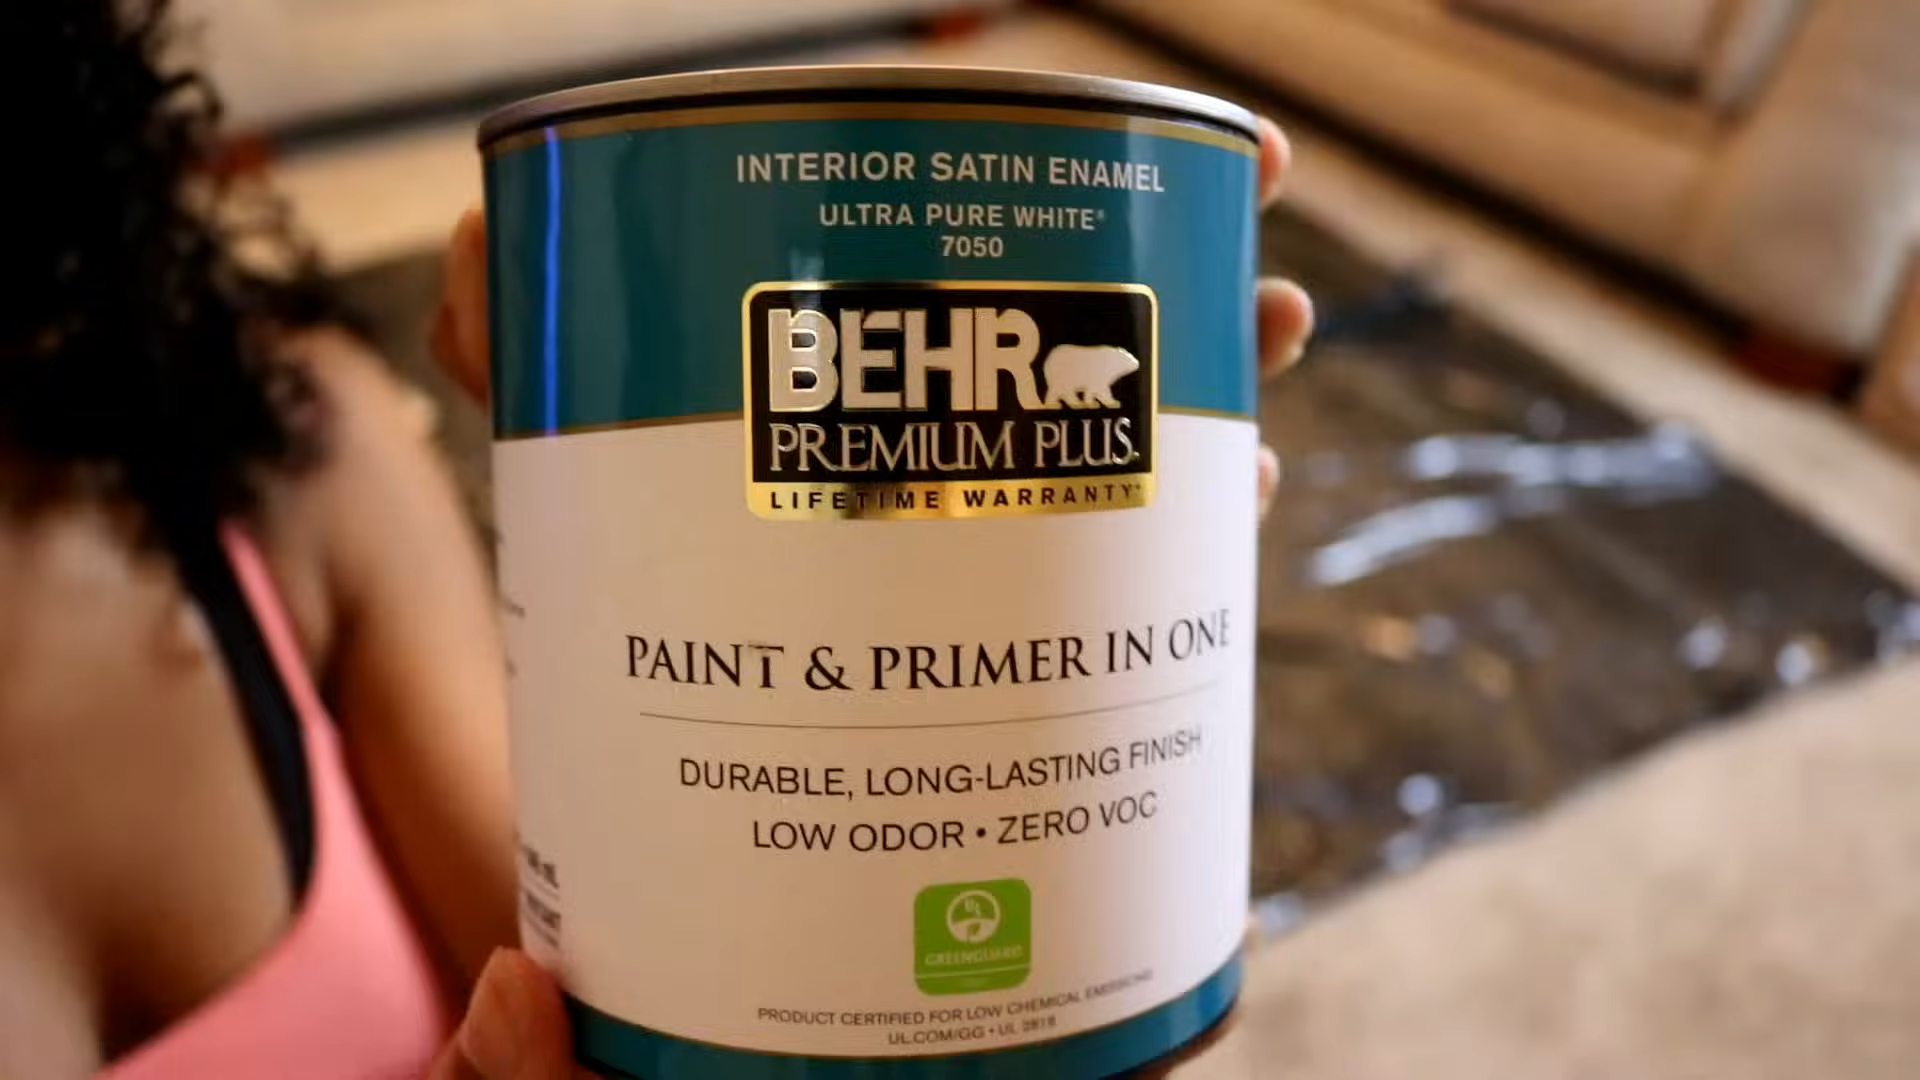 INTERIOR SATIN ENAMEL
ULTRA PURE WHITE®
7050
BEHR
PREMIUM PLUS®
LIFETIME WARRANTY*
PAINT & PRIMER IN ONE
DURABLE, LONG-LASTING FINISH
LOW ODOR • ZERO VOC
GREENGUARD
PRODUCT CERTIFIED FOR LOW CHEMICAL EMISSIONS
UL.COM/GG • UL 2818